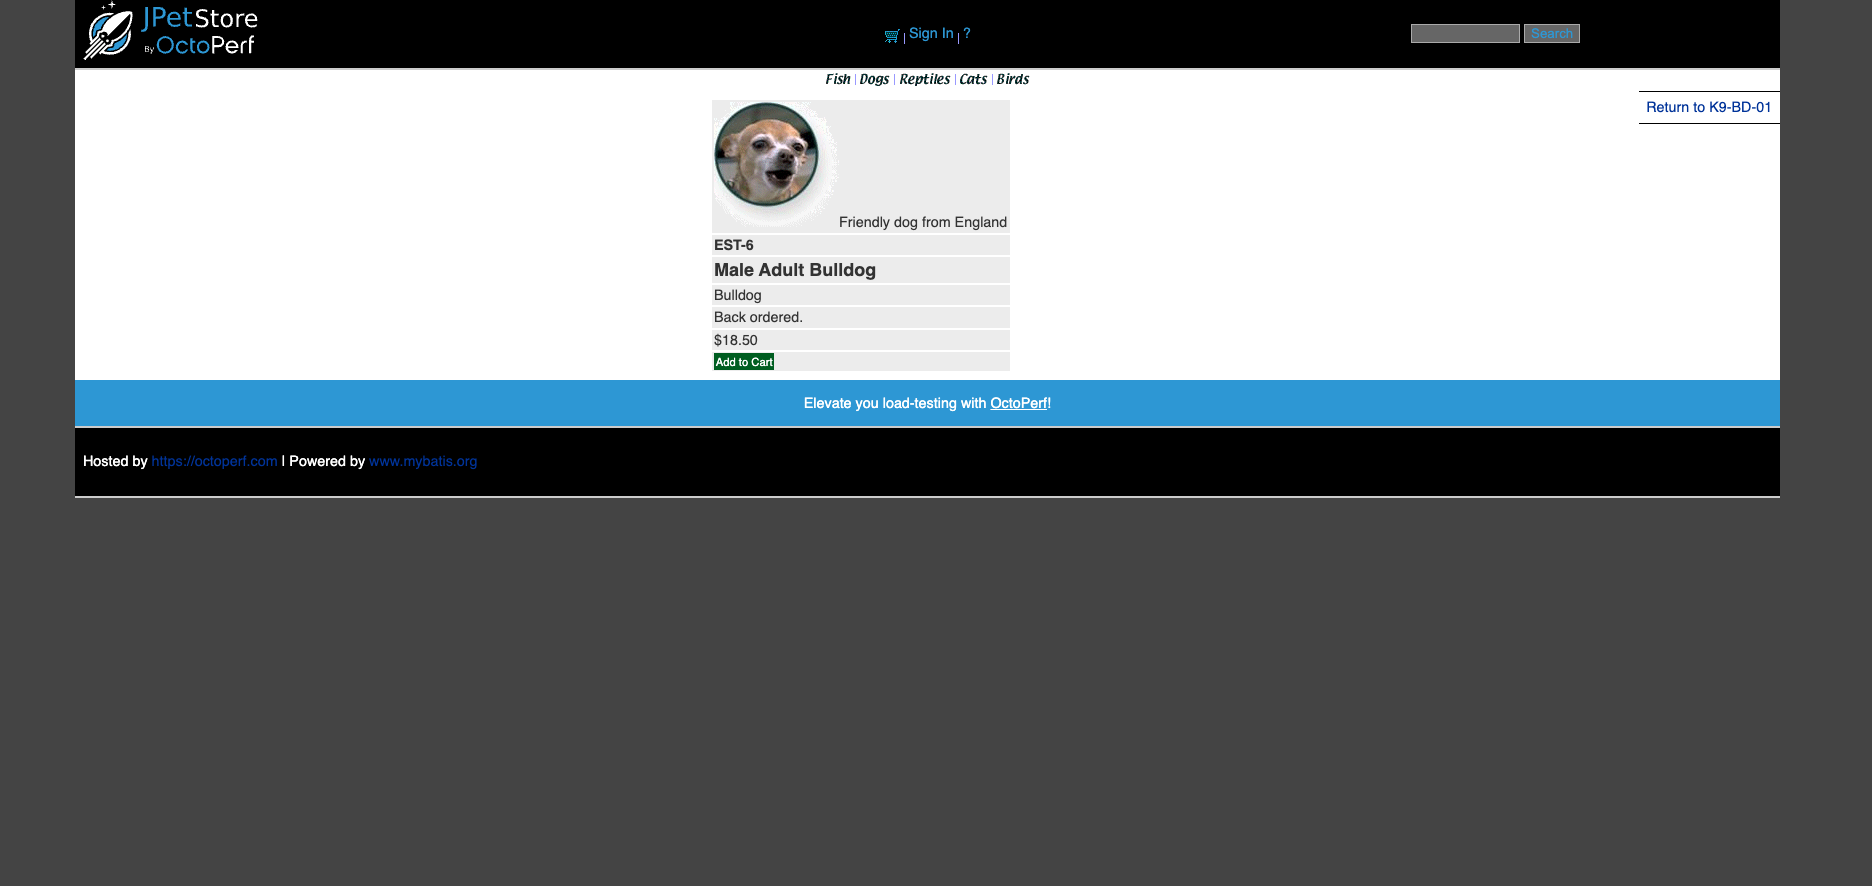 JPetStore
By OctoPerf
Sign In ?
Search
Fish Dogs Reptiles Cats Birds
Return to K9-BD-01
Friendly dog from England
EST-6
Male Adult Bulldog
Bulldog
Back ordered.
$18.50
Add to Cart
Elevate you load-testing with OctoPerf!
Hosted by https://octoperf.com | Powered by www.mybatis.org